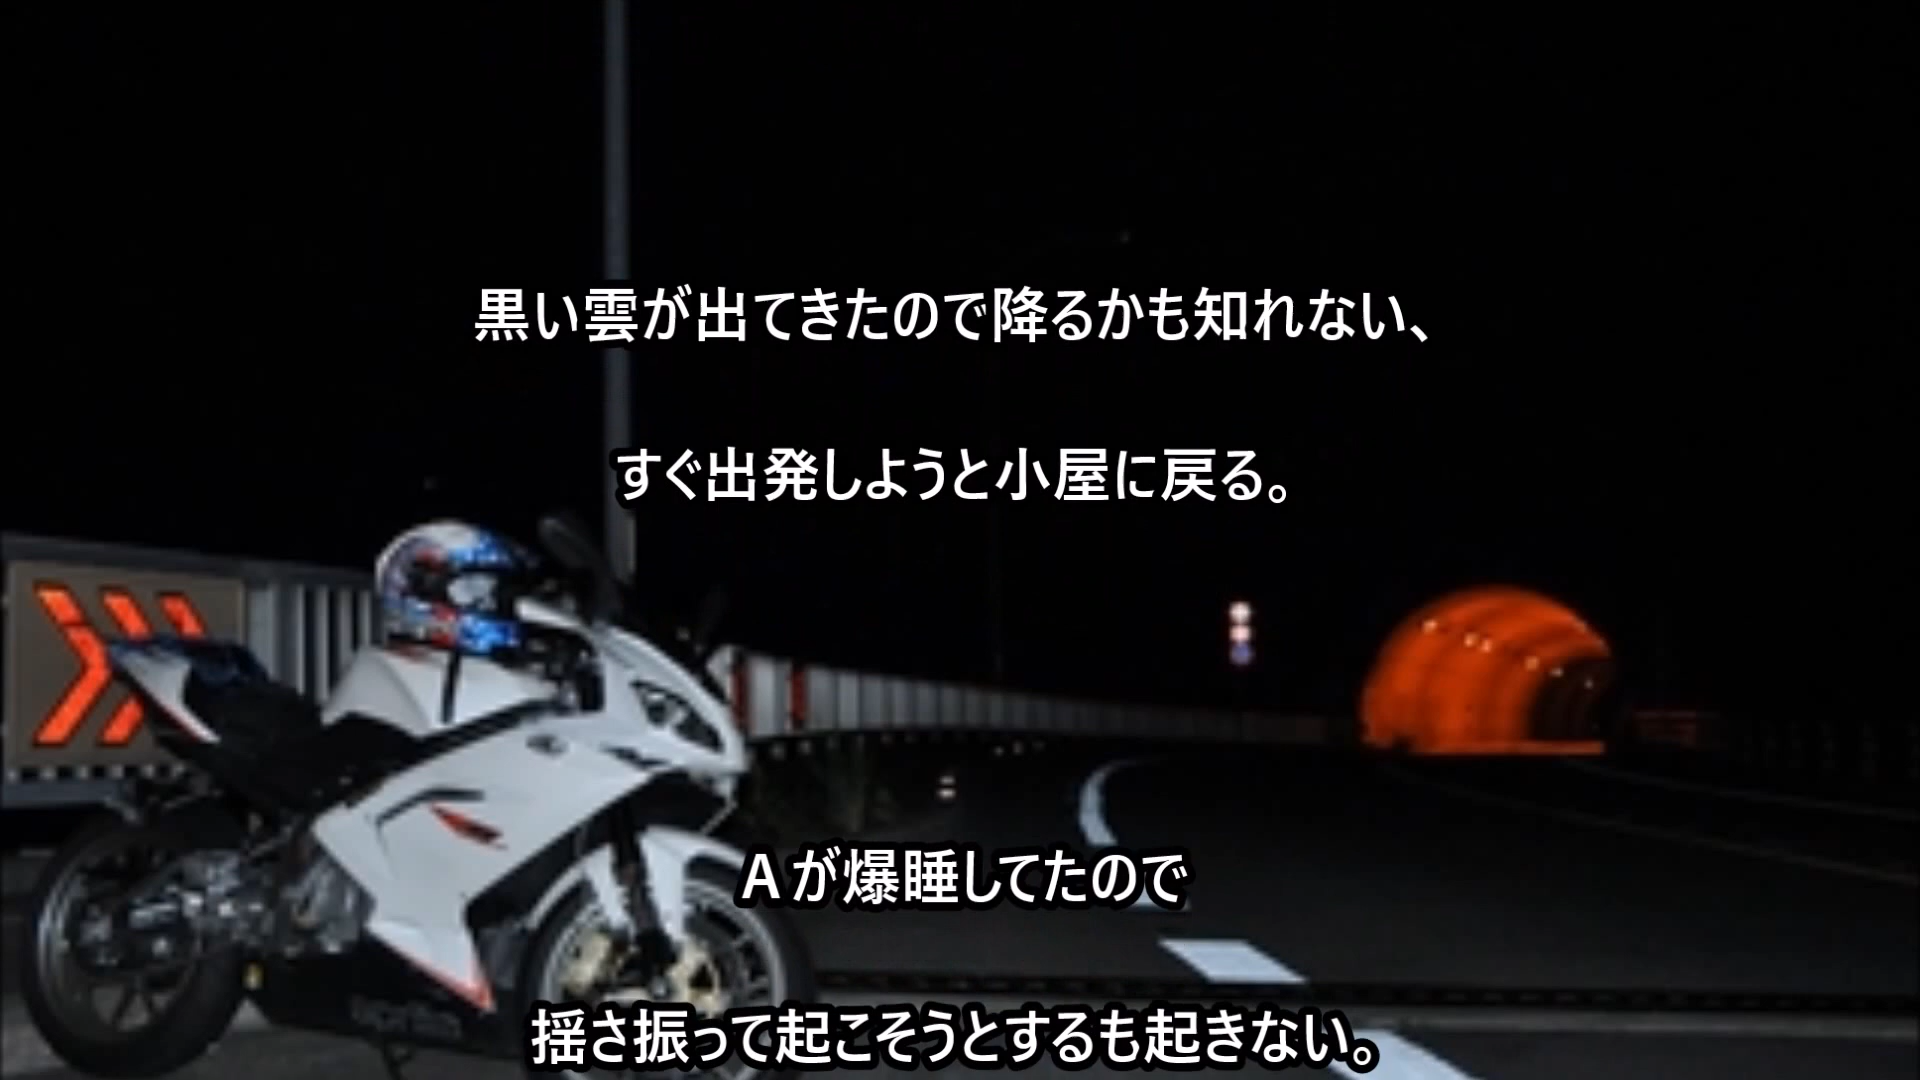 黒い雲が出てきたので降るかも知れない、
すぐ出発しようと小屋に戻る。
Ａが爆睡してたので
揺さ振って起こそうとするも起きない。